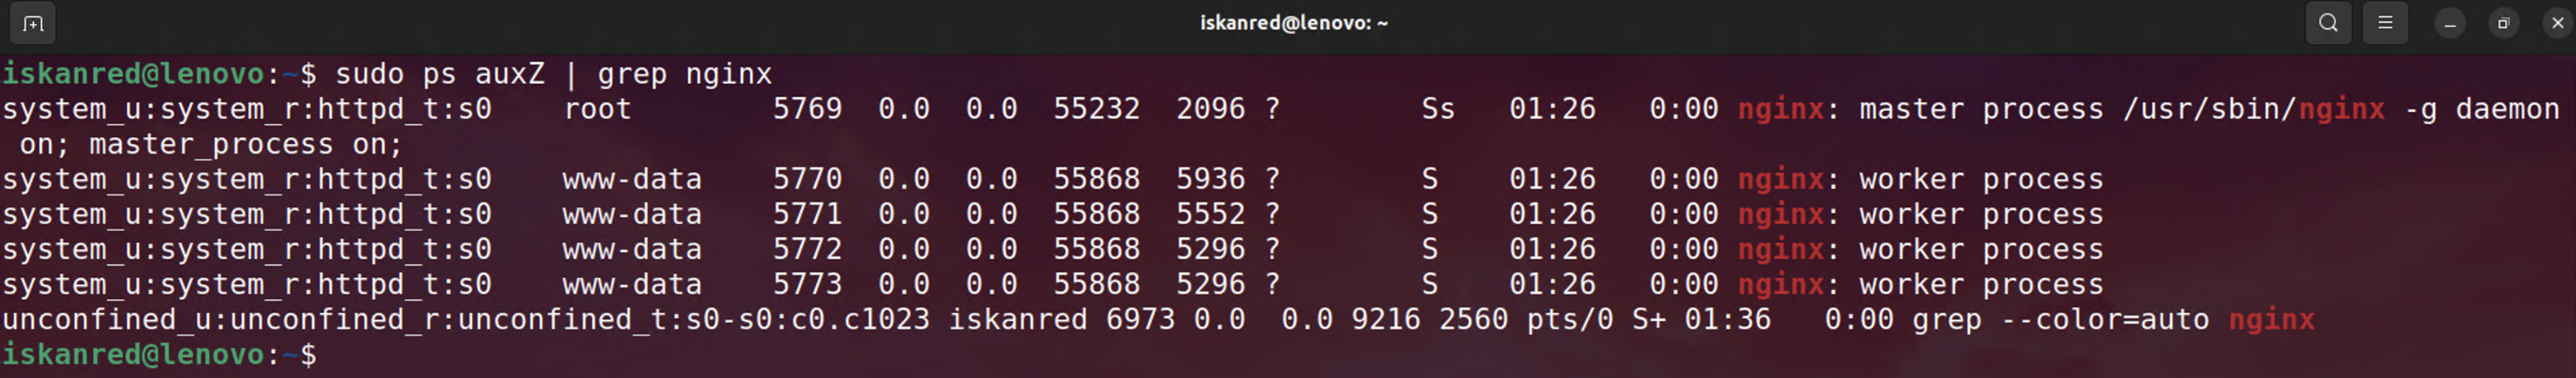 iskanred@lenovo: ~
iskanred@lenovo:~$ sudo ps auxZ | grep nginx
system_u:system_r:httpd_t:s0    root        5769  0.0  0.0  55232  2096 ?        Ss   01:26   0:00 nginx: master process /usr/sbin/nginx -g daemon
 on; master_process on;
system_u:system_r:httpd_t:s0    www-data    5770  0.0  0.0  55868  5936 ?        S    01:26   0:00 nginx: worker process
system_u:system_r:httpd_t:s0    www-data    5771  0.0  0.0  55868  5552 ?        S    01:26   0:00 nginx: worker process
system_u:system_r:httpd_t:s0    www-data    5772  0.0  0.0  55868  5296 ?        S    01:26   0:00 nginx: worker process
system_u:system_r:httpd_t:s0    www-data    5773  0.0  0.0  55868  5296 ?        S    01:26   0:00 nginx: worker process
unconfined_u:unconfined_r:unconfined_t:s0-s0:c0.c1023 iskanred 6973 0.0  0.0 9216 2560 pts/0 S+ 01:36   0:00 grep --color=auto nginx
iskanred@lenovo:~$